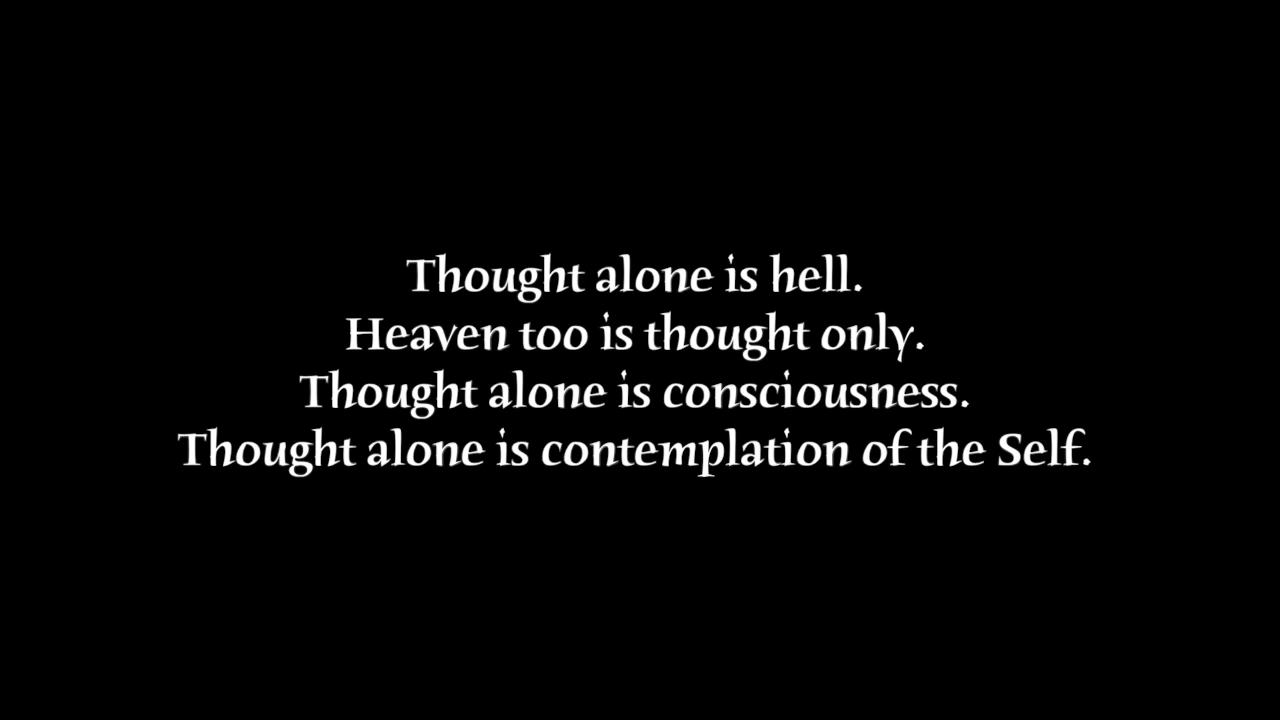 Thought alone is hell.
Heaven too is thought only.
Thought alone is consciousness.
Thought alone is contemplation of the Self.